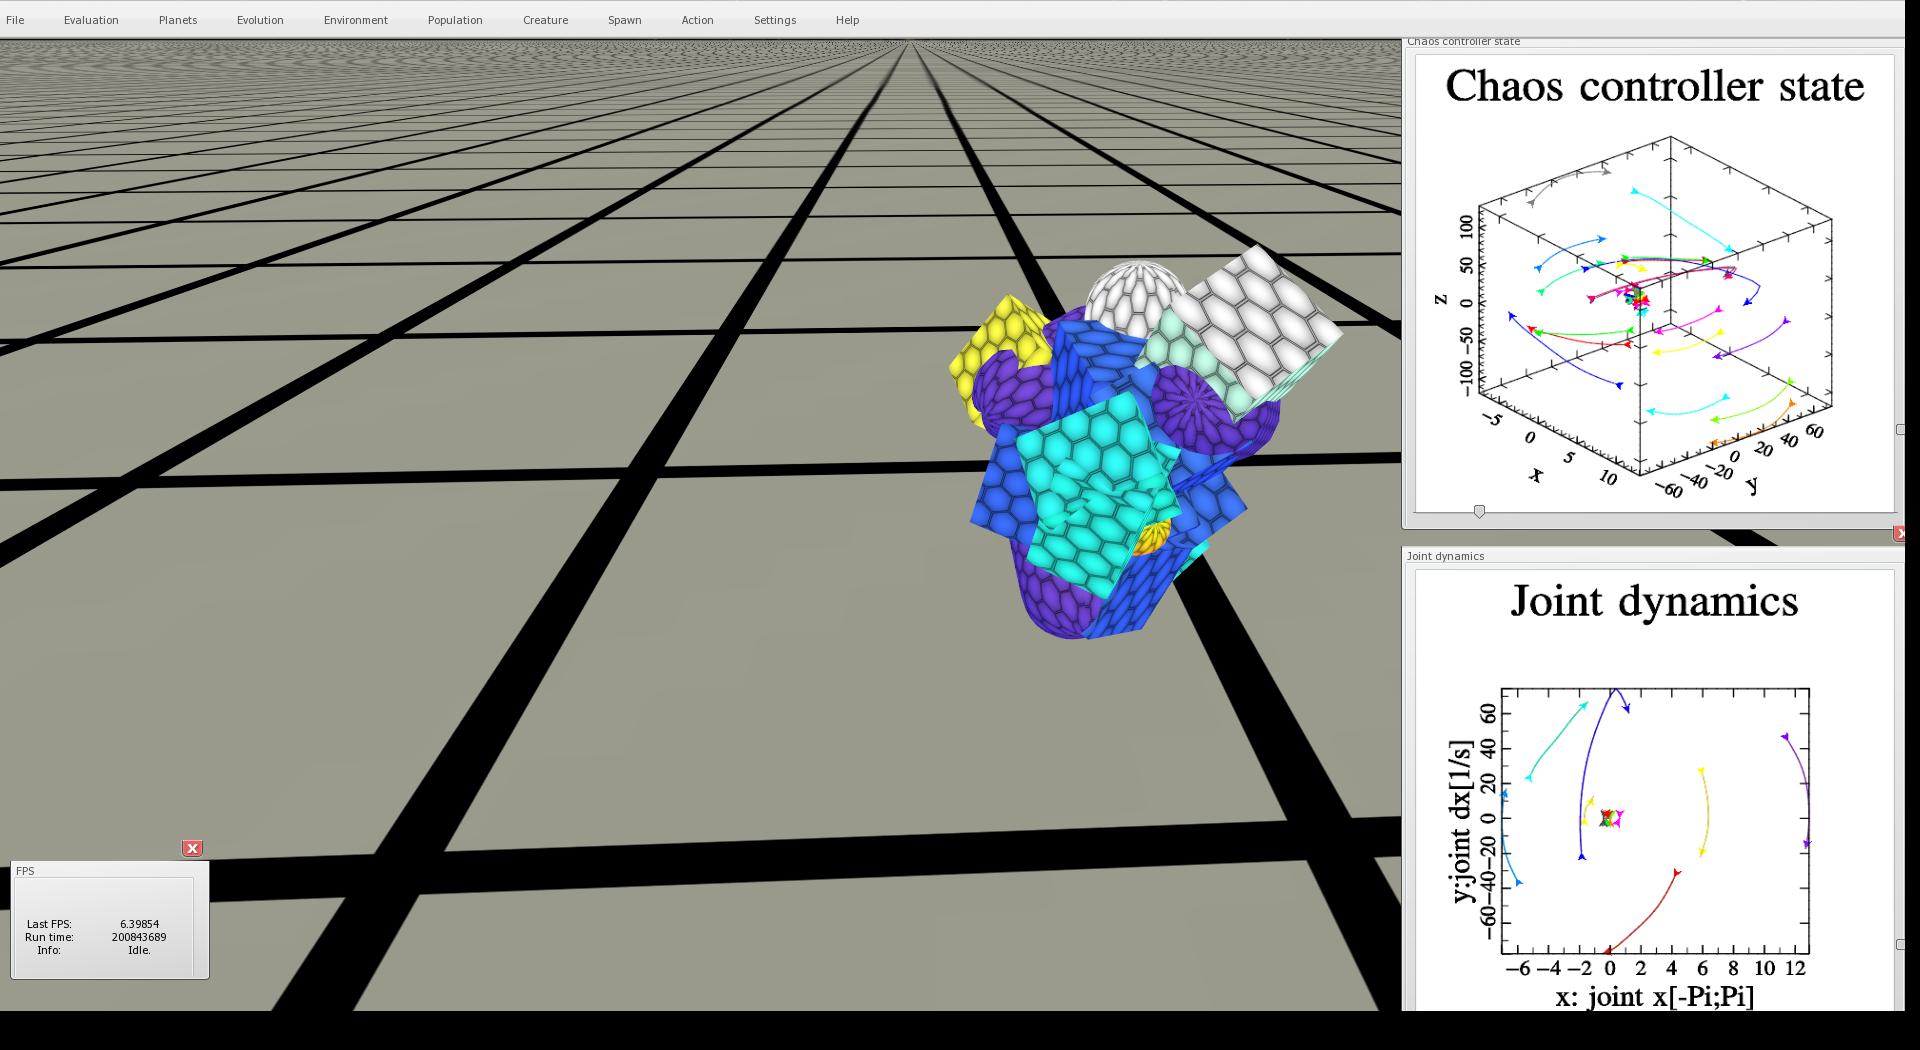 File Evaluation Planets Evolution Environment Population Creature Spawn Action Settings Help
Chaos controller state
Chaos controller state
100
50
0
−50
−100
z
−5 0 5 10
x
−60 −40 −20 0 20 40 60
y
Joint dynamics
Joint dynamics
60
40
20
0
−20
−40
−60
y:joint dx[1/s]
−6 −4 −2 0 2 4 6 8 10 12
x: joint x[-Pi;Pi]
FPS
Last FPS: 6.39854
Run time: 200843689
Info: Idle.